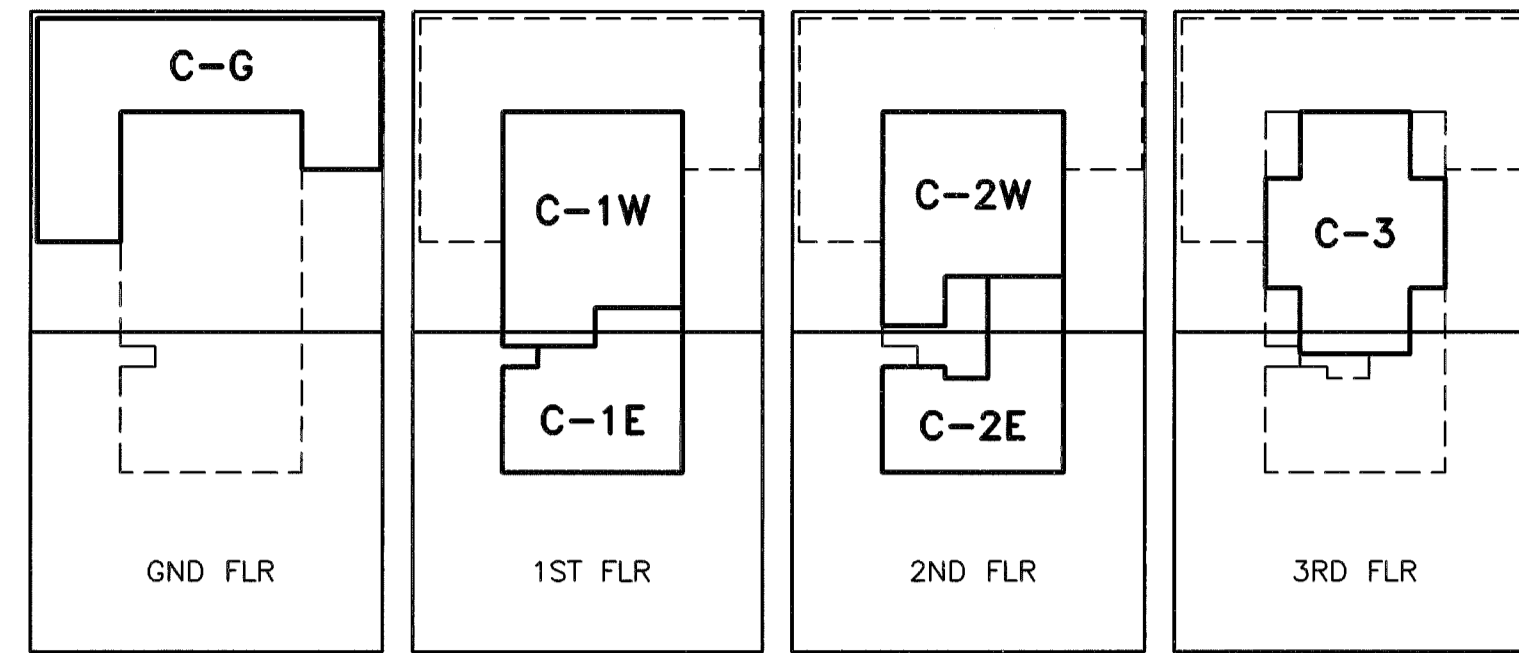 C-G
C-1W
C-1E
C-2W
C-2E
C-3
GND FLR
1ST FLR
2ND FLR
3RD FLR